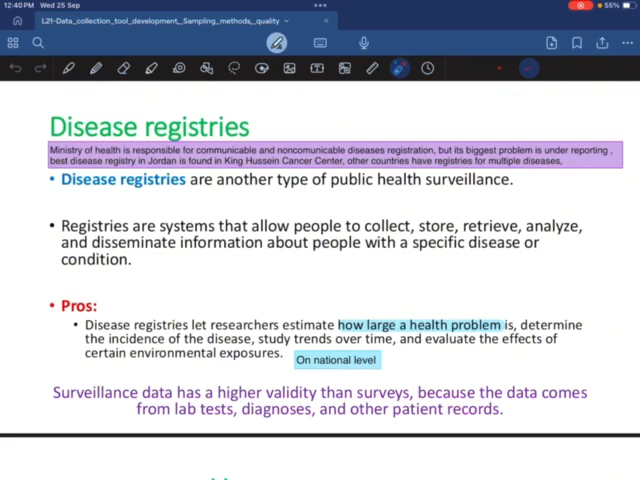 12:40 PM Wed 25 Sep
55%
L21-Data_collection_tool_development,_Sampling_methods,_quality
Disease registries
Ministry of health is responsible for communicable and noncomunicable diseases registration, but its biggest problem is under reporting ,
best disease registry in Jordan is found in King Hussein Cancer Center, other countries have registries for multiple diseases,
• Disease registries are another type of public health surveillance.
• Registries are systems that allow people to collect, store, retrieve, analyze,
and disseminate information about people with a specific disease or
condition.
• Pros:
• Disease registries let researchers estimate how large a health problem is, determine
the incidence of the disease, study trends over time, and evaluate the effects of
certain environmental exposures.
On national level
Surveillance data has a higher validity than surveys, because the data comes
from lab tests, diagnoses, and other patient records.